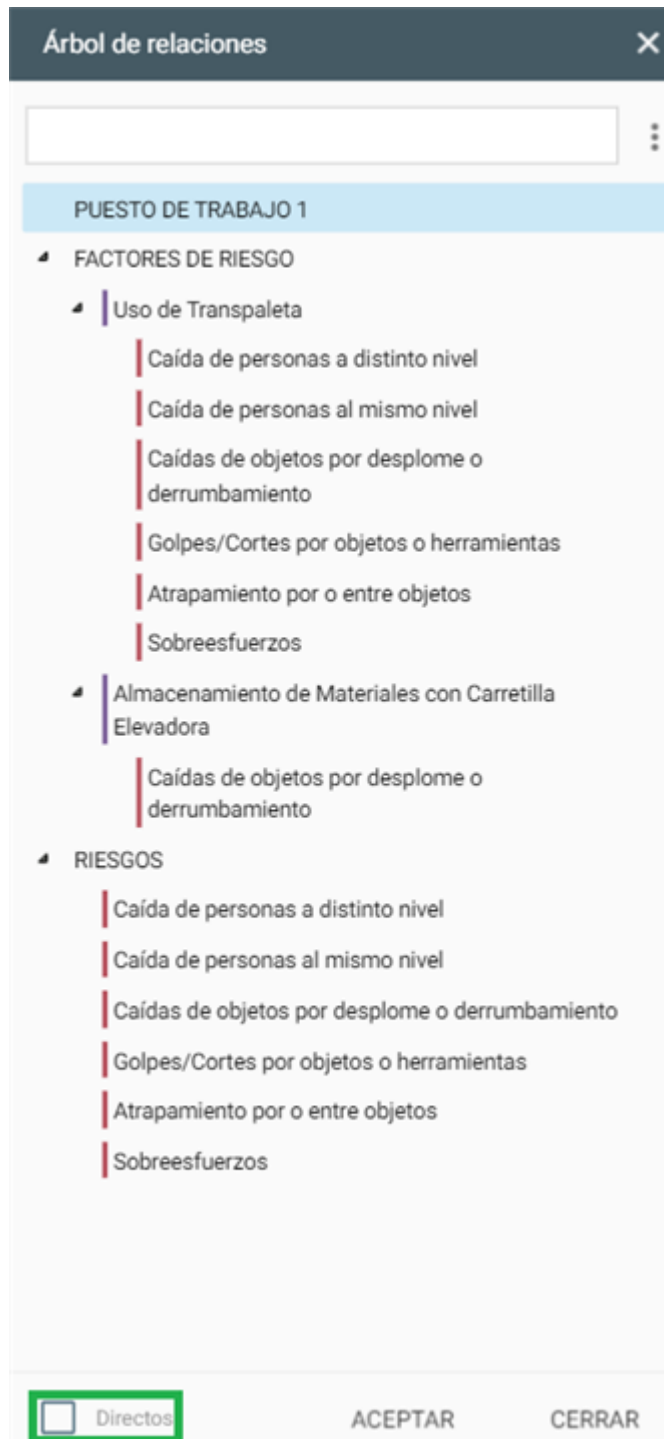 Árbol de relaciones
PUESTO DE TRABAJO 1
FACTORES DE RIESGO
Uso de Transpaleta
Caída de personas a distinto nivel
Caída de personas al mismo nivel
Caídas de objetos por desplome o
derrumbamiento
Golpes/Cortes por objetos o herramientas
Atrapamiento por o entre objetos
Sobreesfuerzos
Almacenamiento de Materiales con Carretilla
Elevadora
Caídas de objetos por desplome o
derrumbamiento
RIESGOS
Caída de personas a distinto nivel
Caída de personas al mismo nivel
Caídas de objetos por desplome o derrumbamiento
Golpes/Cortes por objetos o herramientas
Atrapamiento por o entre objetos
Sobreesfuerzos
Directos ACEPTAR CERRAR